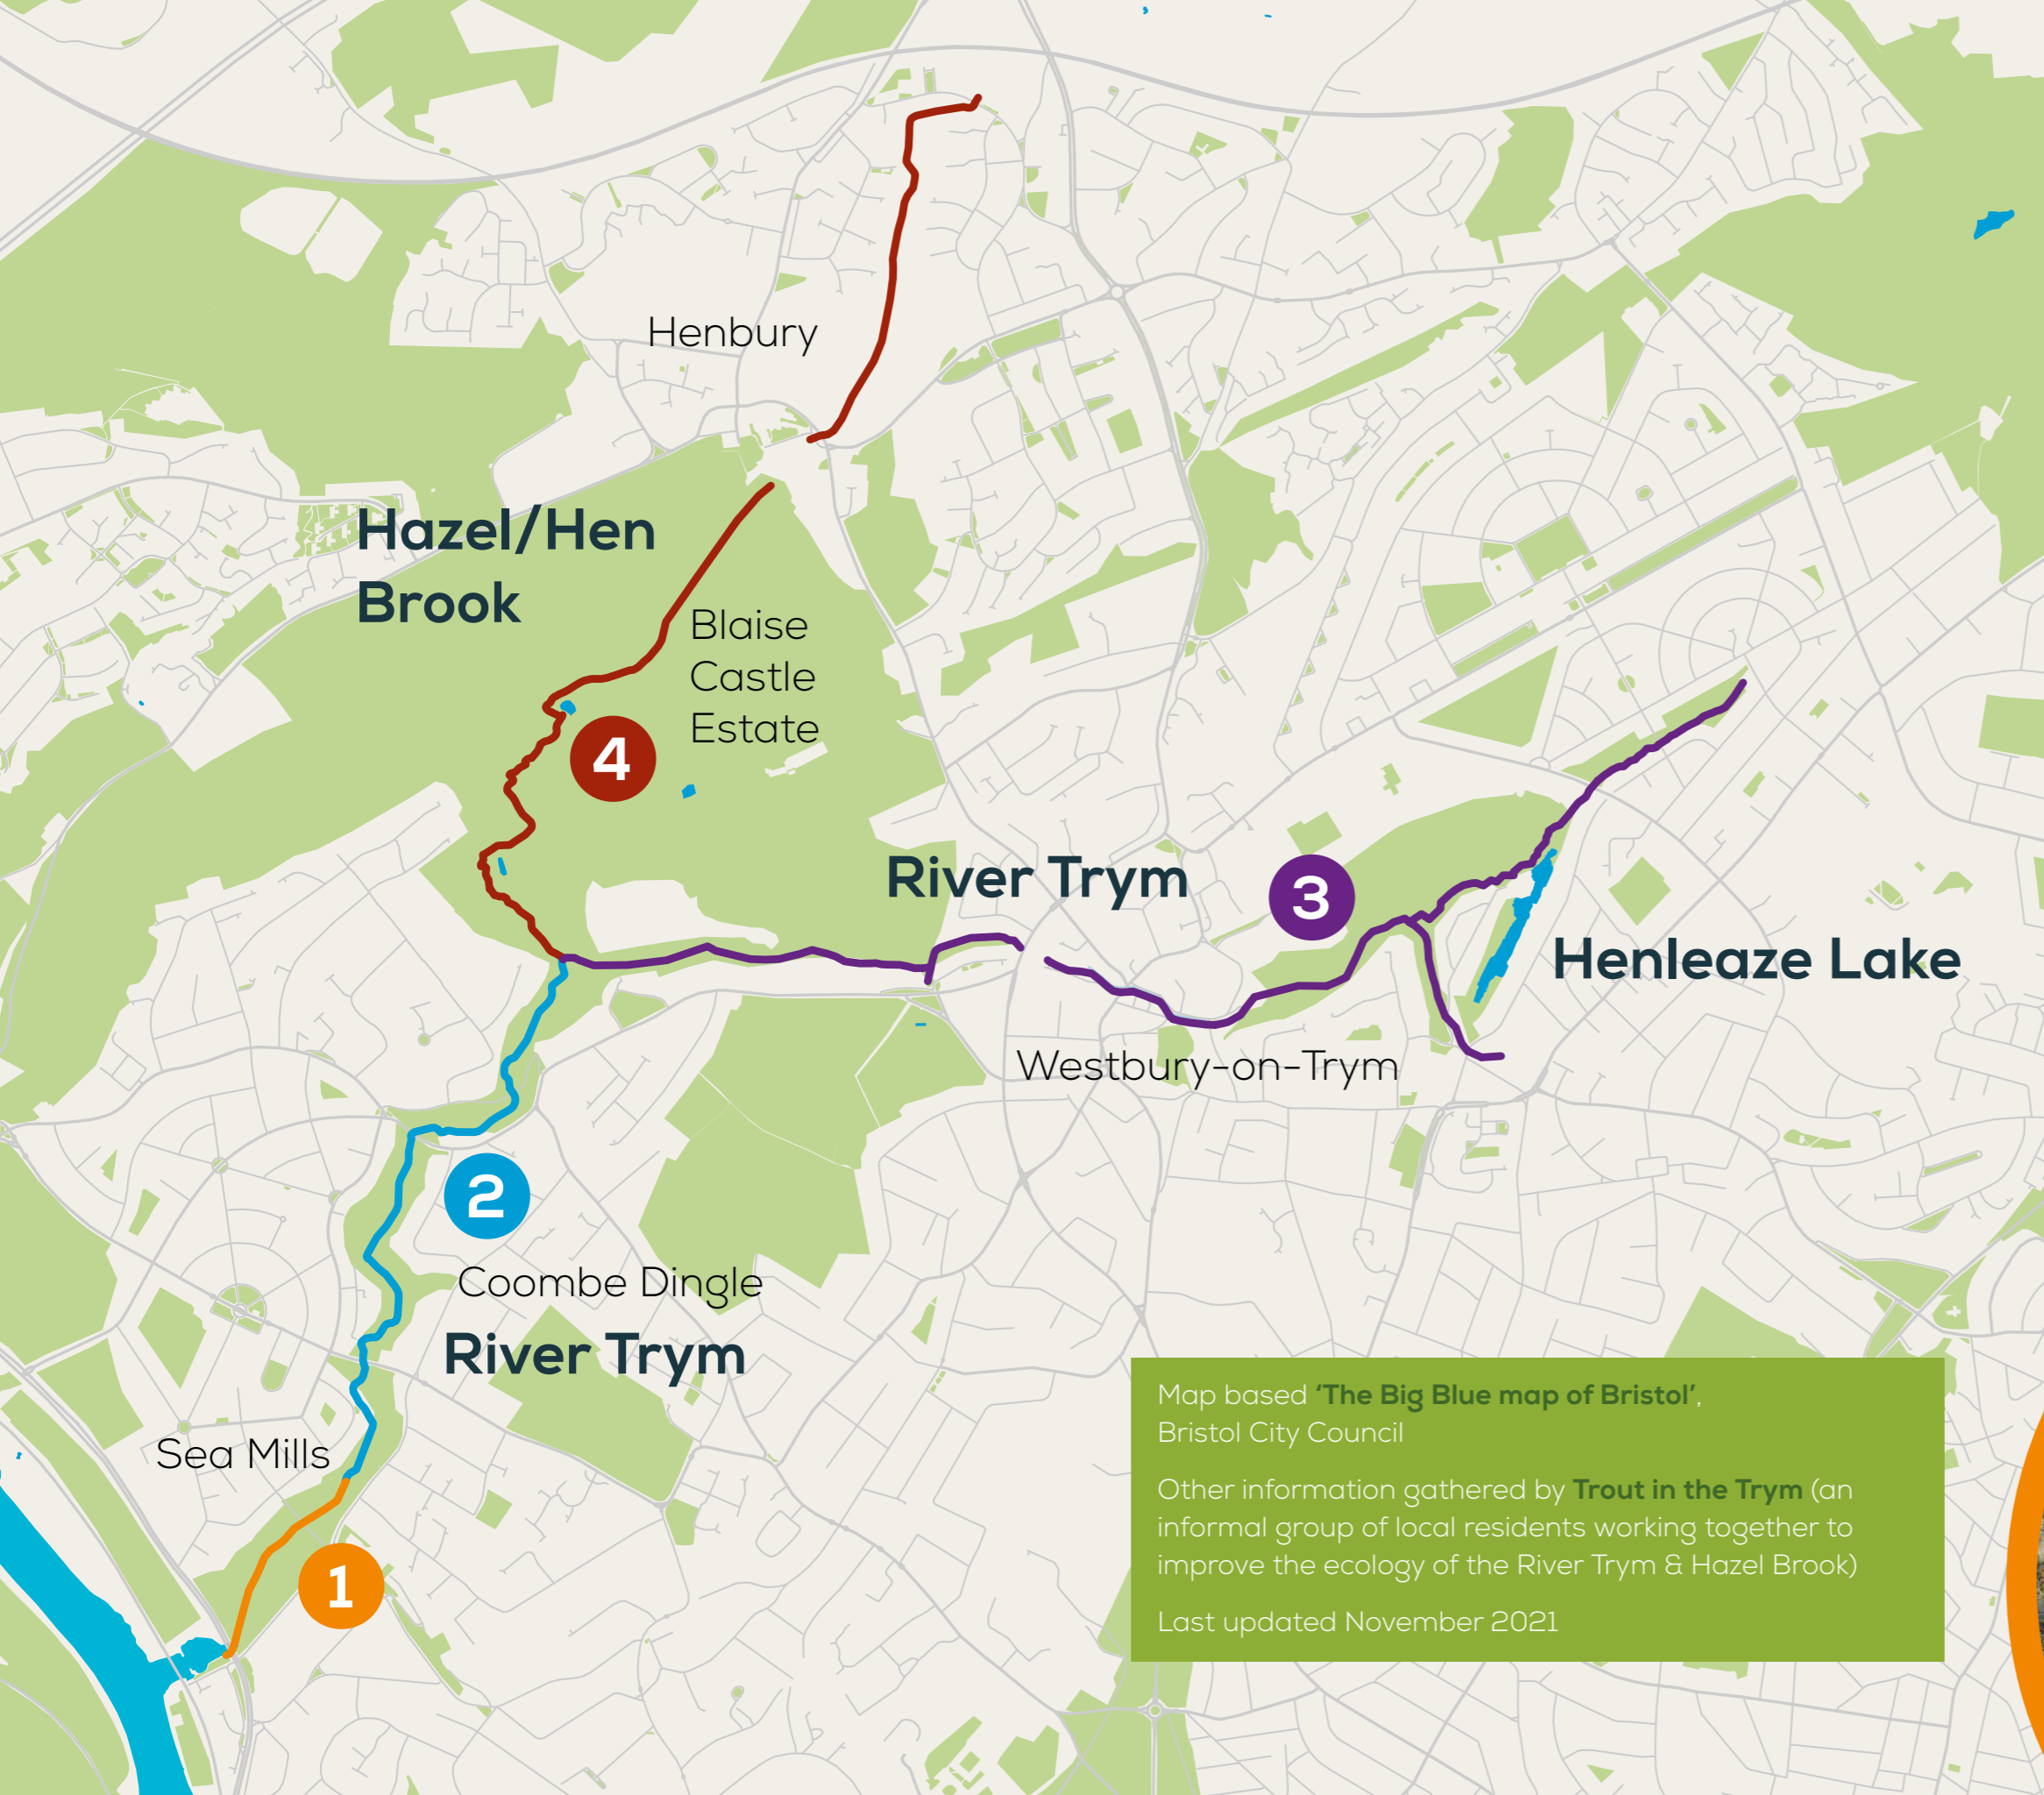 Henbury
Hazel/Hen
Brook
Blaise
Castle
Estate
4
River Trym
3
Henleaze Lake
Westbury-on-Trym
2
Coombe Dingle
River Trym
Sea Mills
1
Map based ‘The Big Blue map of Bristol’,
Bristol City Council
Other information gathered by Trout in the Trym (an
informal group of local residents working together to
improve the ecology of the River Trym & Hazel Brook)
Last updated November 2021